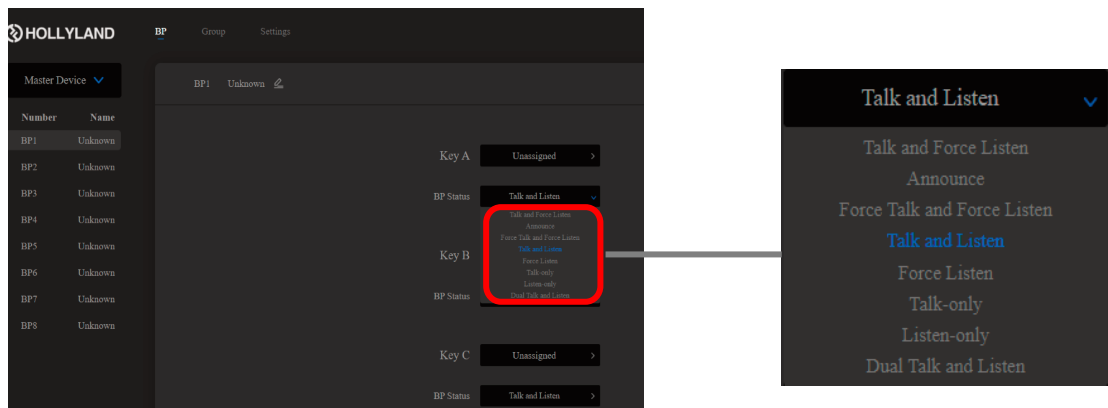 HOLLYLAND
BP Group Settings
Master Device
BP1 Unknown
Number Name
BP1 Unknown
BP2 Unknown
BP3 Unknown
BP4 Unknown
BP5 Unknown
BP6 Unknown
BP7 Unknown
BP8 Unknown
Key A Unassigned
BP Status Talk and Listen
Talk and Force Listen
Announce
Force Talk and Force Listen
Talk and Listen
Force Listen
Talk-only
Listen-only
Dual Talk and Listen
Key B
BP Status
Key C Unassigned
BP Status Talk and Listen
Talk and Listen
Talk and Force Listen
Announce
Force Talk and Force Listen
Talk and Listen
Force Listen
Talk-only
Listen-only
Dual Talk and Listen